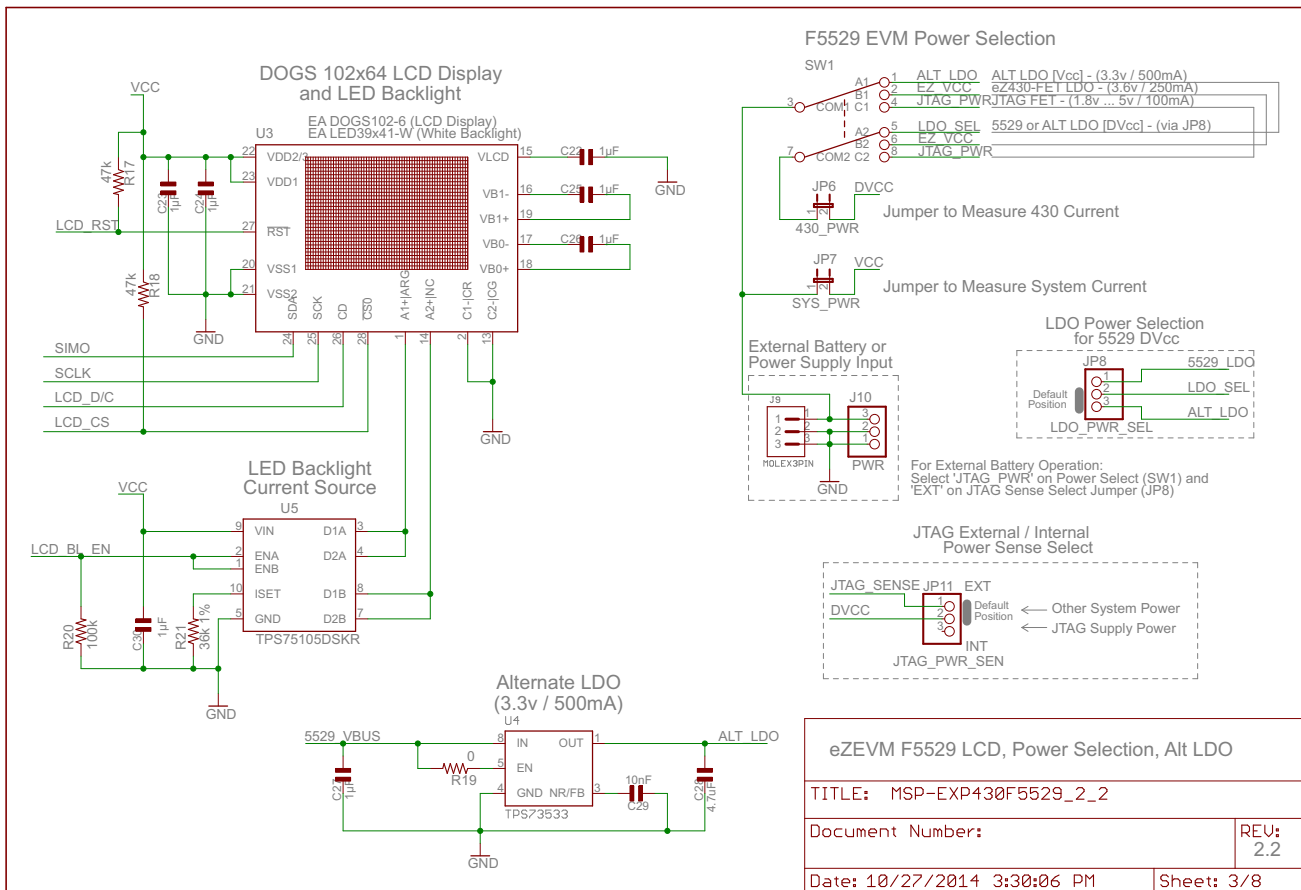 F5529 EVM Power Selection
SW1
A1 1 ALT_LDO ALT LDO [Vcc] - (3.3v / 500mA)
B1 2 EZ_VCC eZ430-FET LDO - (3.6v / 250mA)
3 COM1 C1 4 JTAG_PWR JTAG FET - (1.8v ... 5v / 100mA)
A2 5 LDO_SEL 5529 or ALT LDO [DVcc] - (via JP8)
B2 6 EZ_VCC
7 COM2 C2 8 JTAG_PWR
JP6 DVCC
1 2
430_PWR
Jumper to Measure 430 Current
JP7 VCC
1 2
SYS_PWR
Jumper to Measure System Current
DOGS 102x64 LCD Display
and LED Backlight
EA DOGS102-6 (LCD Display)
EA LED39x41-W (White Backlight)
U3
VCC
47k
R17
LCD_RST
C23
1µF
C24
1µF
47k
R18
22 VDD2/3
23 VDD1
27 RST
20 VSS1
21 VSS2
GND
VLCD 15 C22 1µF
GND
VB1- 16 C25 1µF
VB1+ 19
VB0- 17 C26 1µF
VB0+ 18
SDA 24
SCK 25
CD 26
CS0 28
A1+|ARG 1
A2+|NC 14
C1-|CR 2
C2-|CG 13
GND
SIMO
SCLK
LCD_D/C
LCD_CS
External Battery or
Power Supply Input
J9
1
2
3
MOLEX3PIN
1
2
3
J10
3
2
1
PWR
GND
LDO Power Selection
for 5529 DVcc
JP8
1 5529_LDO
2 LDO_SEL
3 ALT_LDO
Default
Position
LDO_PWR_SEL
For External Battery Operation:
Select 'JTAG_PWR' on Power Select (SW1) and
'EXT' on JTAG Sense Select Jumper (JP8)
LED Backlight
Current Source
U5
VCC
LCD_BL_EN
9 VIN
2 ENA
1 ENB
10 ISET
5 GND
D1A 3
D2A 4
D1B 8
D2B 7
TPS75105DSKR
R20
100k
C30
1µF
R21
36k 1%
GND
JTAG External / Internal
Power Sense Select
JTAG_SENSE JP11 EXT
DVCC
1
2
3
Default
Position
Other System Power
JTAG Supply Power
INT
JTAG_PWR_SEN
Alternate LDO
(3.3v / 500mA)
U4
5529_VBUS
8 IN
5 EN
4 GND
OUT 1
NR/FB 3
TPS73533
0
R19
C27
1µF
10nF
C29
C28
4.7uF
ALT_LDO
GND
eZEVM F5529 LCD, Power Selection, Alt LDO
TITLE: MSP-EXP430F5529_2_2
Document Number:
REV:
2.2
Date: 10/27/2014 3:30:06 PM
Sheet: 3/8